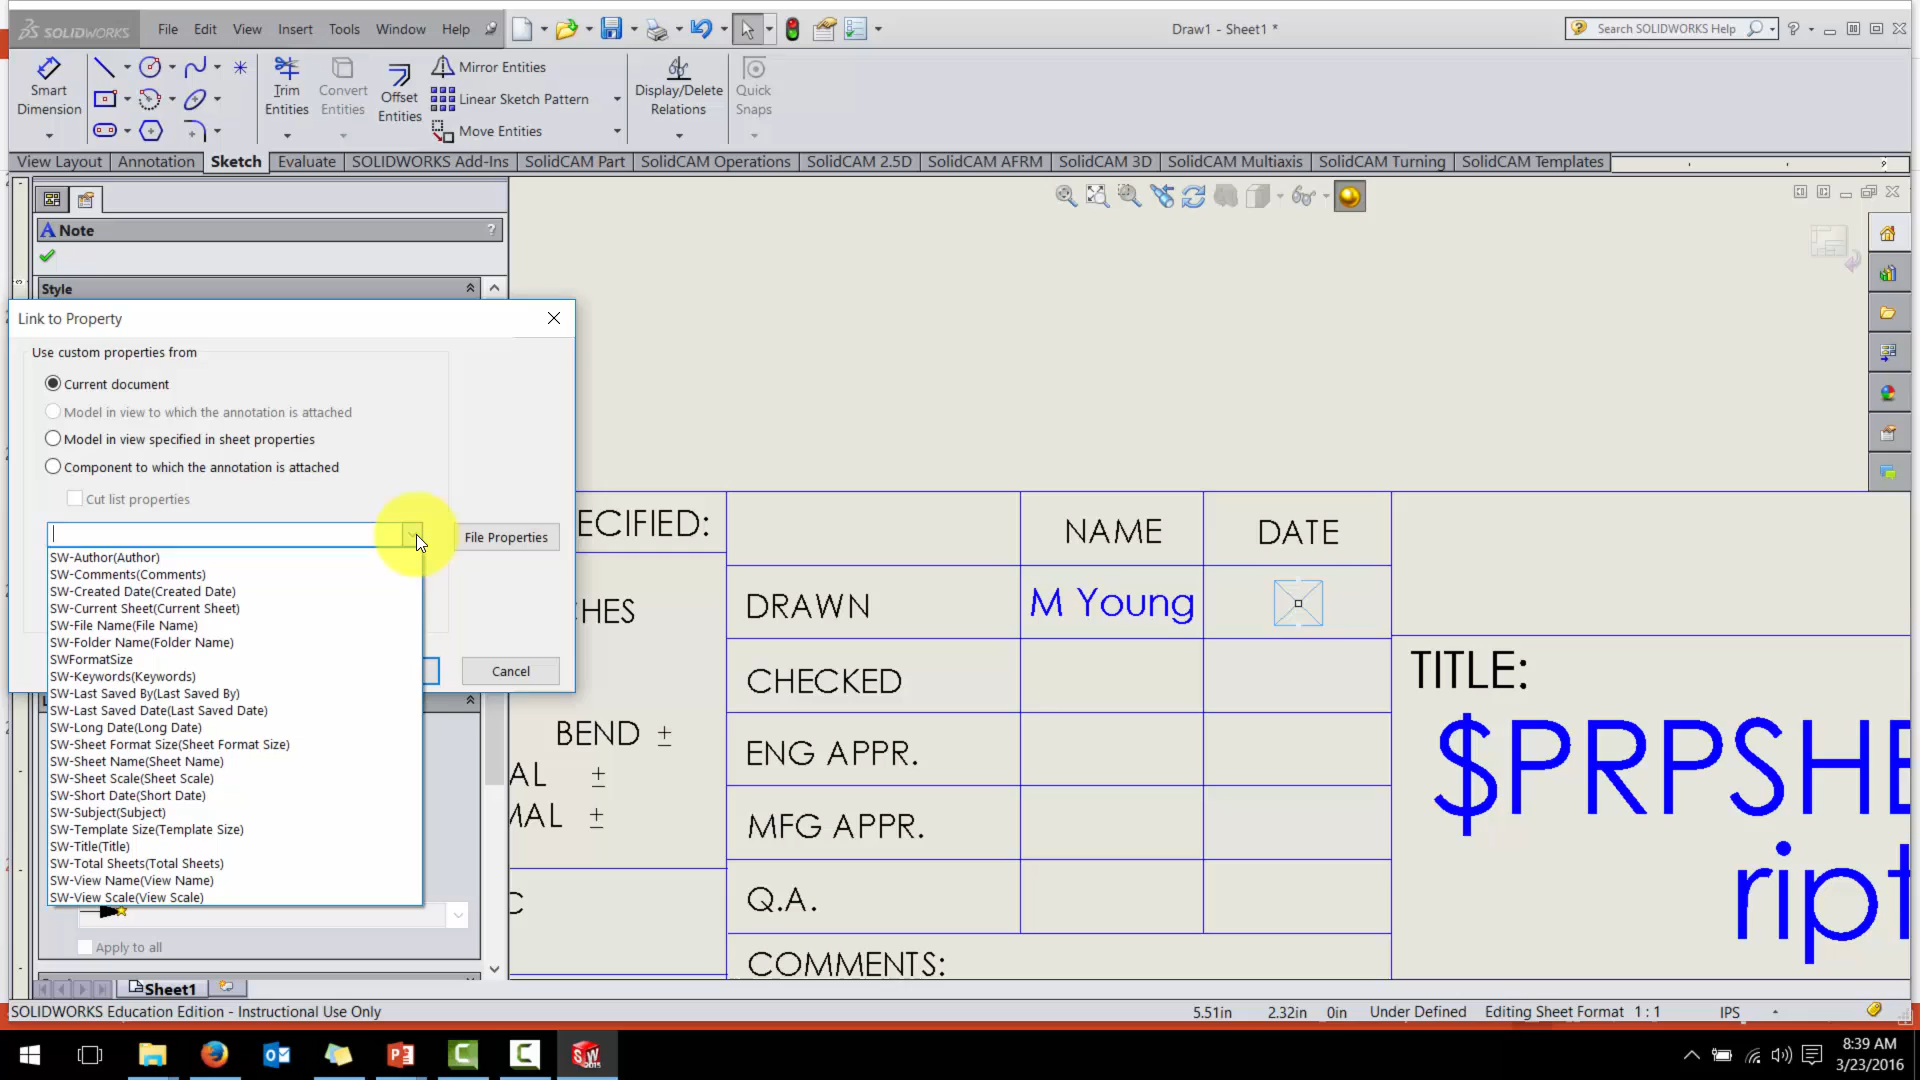 SOLIDWORKS File Edit View Insert Tools Window Help Draw1 - Sheet1 * Search SOLIDWORKS Help
Smart Dimension
Trim Entities
Convert Entities
Offset Entities
Mirror Entities
Linear Sketch Pattern
Move Entities
Display/Delete Relations
Quick Snaps
View Layout Annotation Sketch Evaluate SOLIDWORKS Add-Ins SolidCAM Part SolidCAM Operations SolidCAM 2.5D SolidCAM AFRM SolidCAM 3D SolidCAM Multiaxis SolidCAM Turning SolidCAM Templates
A Note ?
Style
Link to Property
Use custom properties from
Current document
Model in view to which the annotation is attached
Model in view specified in sheet properties
Component to which the annotation is attached
Cut list properties
File Properties
SW-Author(Author)
SW-Comments(Comments)
SW-Created Date(Created Date)
SW-Current Sheet(Current Sheet)
SW-File Name(File Name)
SW-Folder Name(Folder Name)
SWFormatSize
SW-Keywords(Keywords)
SW-Last Saved By(Last Saved By)
SW-Last Saved Date(Last Saved Date)
SW-Long Date(Long Date)
SW-Sheet Format Size(Sheet Format Size)
SW-Sheet Name(Sheet Name)
SW-Sheet Scale(Sheet Scale)
SW-Short Date(Short Date)
SW-Subject(Subject)
SW-Template Size(Template Size)
SW-Title(Title)
SW-Total Sheets(Total Sheets)
SW-View Name(View Name)
SW-View Scale(View Scale)
Cancel
Apply to all
ECIFIED:
CHES
BEND ±
AL ±
MAL ±
C
NAME DATE
DRAWN M Young
CHECKED
ENG APPR.
MFG APPR.
Q.A.
COMMENTS:
TITLE:
$PRPSHE
ript
Sheet1
SOLIDWORKS Education Edition - Instructional Use Only 5.51in 2.32in 0in Under Defined Editing Sheet Format 1 : 1 IPS
8:39 AM
3/23/2016